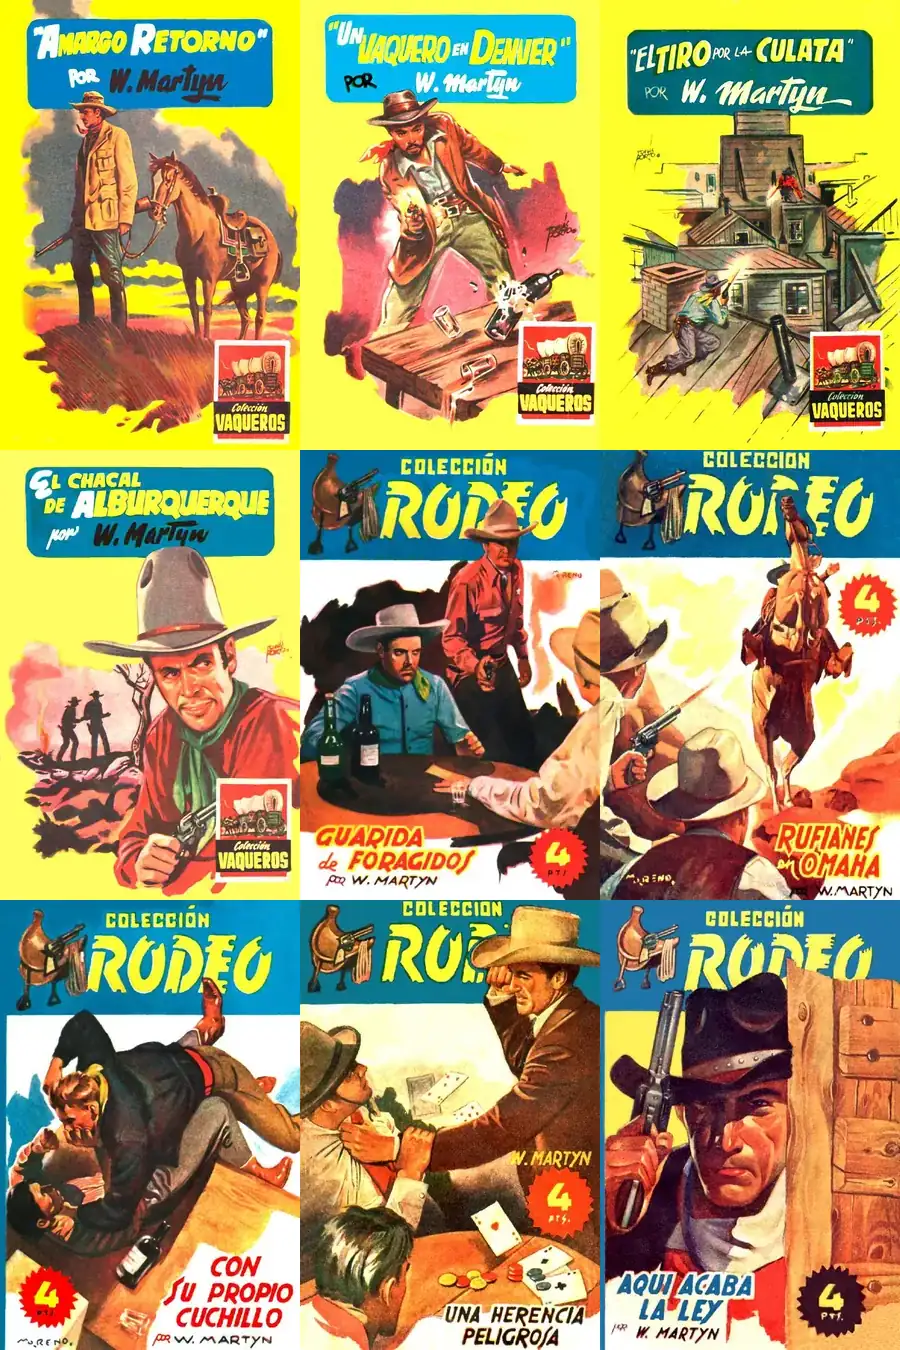 "AMARGO RETORNO"
POR W. Martyn
Colección
VAQUEROS
"UN VAQUERO EN DENVER"
POR W. Martyn
Colección
VAQUEROS
"EL TIRO POR LA CULATA"
POR W. Martyn
Colección
VAQUEROS
EL CHACAL
DE ALBURQUERQUE
por W. Martyn
Colección
VAQUEROS
COLECCIÓN
RODEO
MORENO
GUARIDA
de FORAGIDOS
por W. MARTYN
4
PTS.
COLECCION
RODEO
4
PTS.
MORENO.
RUFIANES
EN OMAHA
por W. MARTYN
COLECCIÓN
RODEO
4
PTS.
MORENO.
CON
SU PROPIO
CUCHILLO
por W. MARTYN
COLECCION
RODEO
W. MARTYN
4
PTS.
UNA HERENCIA
PELIGROSA
COLECCIÓN
RODEO
AQUI ACABA
LA LEY
por W. MARTYN
4
PTS.